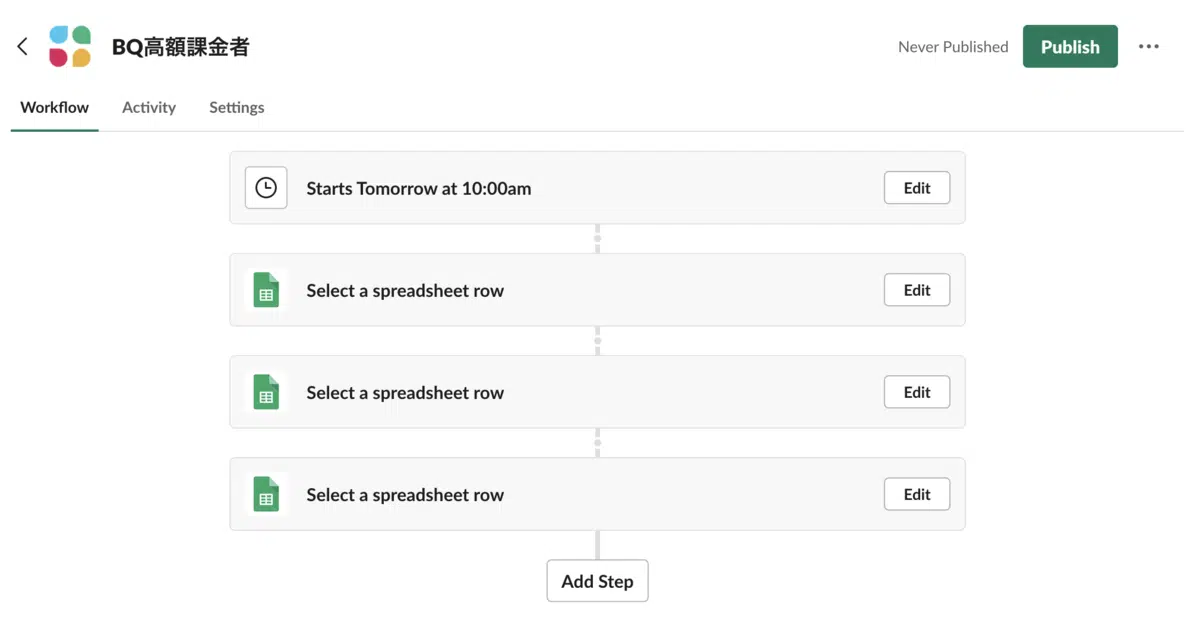 BQ高額課金者
Never Published
Publish
Workflow
Activity
Settings
Starts Tomorrow at 10:00am
Edit
Select a spreadsheet row
Edit
Select a spreadsheet row
Edit
Select a spreadsheet row
Edit
Add Step